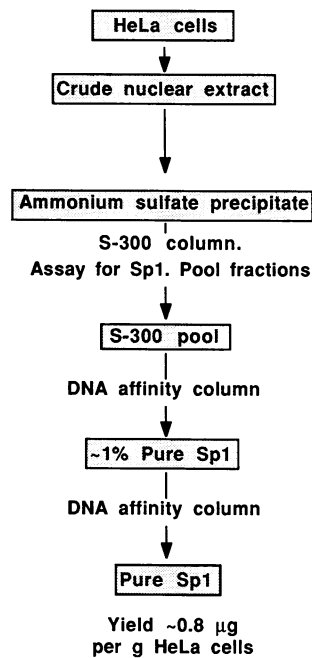 HeLa cells
Crude nuclear extract
Ammonium sulfate precipitate
S-300 column.
Assay for Sp1. Pool fractions
S-300 pool
DNA affinity column
~1% Pure Sp1
DNA affinity column
Pure Sp1
Yield ~0.8 µg
per g HeLa cells